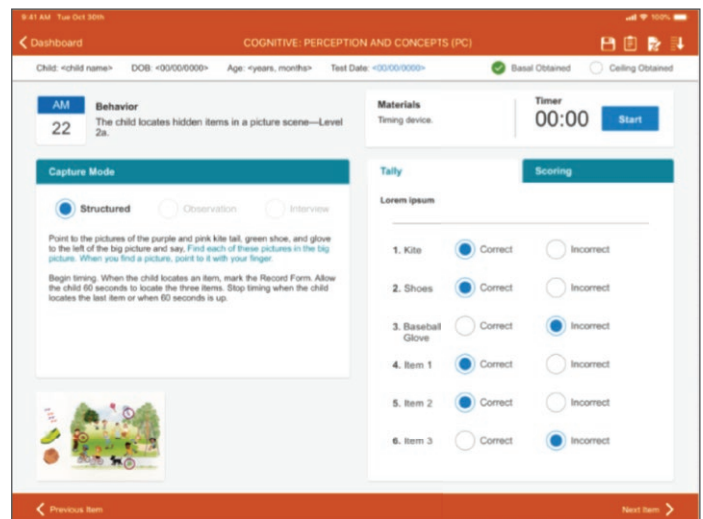 9:41 AM Tue Oct 30th
100%
Dashboard
COGNITIVE: PERCEPTION AND CONCEPTS (PC)
Child: <child name> DOB: <00/00/0000> Age: <years, months> Test Date: <00/00/0000> Basal Obtained Ceiling Obtained
AM
22
Behavior
The child locates hidden items in a picture scene—Level
2a.
Materials
Timing device.
Timer
00:00
Start
Capture Mode
Structured Observation Interview
Point to the pictures of the purple and pink kite tail, green shoe, and glove
to the left of the big picture and say, Find each of these pictures in the big
picture. When you find a picture, point to it with your finger.
Begin timing. When the child locates an item, mark the Record Form. Allow
the child 60 seconds to locate the three items. Stop timing when the child
locates the last item or when 60 seconds is up.
Tally Scoring
Lorem ipsum
1. Kite Correct Incorrect
2. Shoes Correct Incorrect
3. Baseball Correct Incorrect
Glove
4. Item 1 Correct Incorrect
5. Item 2 Correct Incorrect
6. Item 3 Correct Incorrect
Previous Item
Next Item